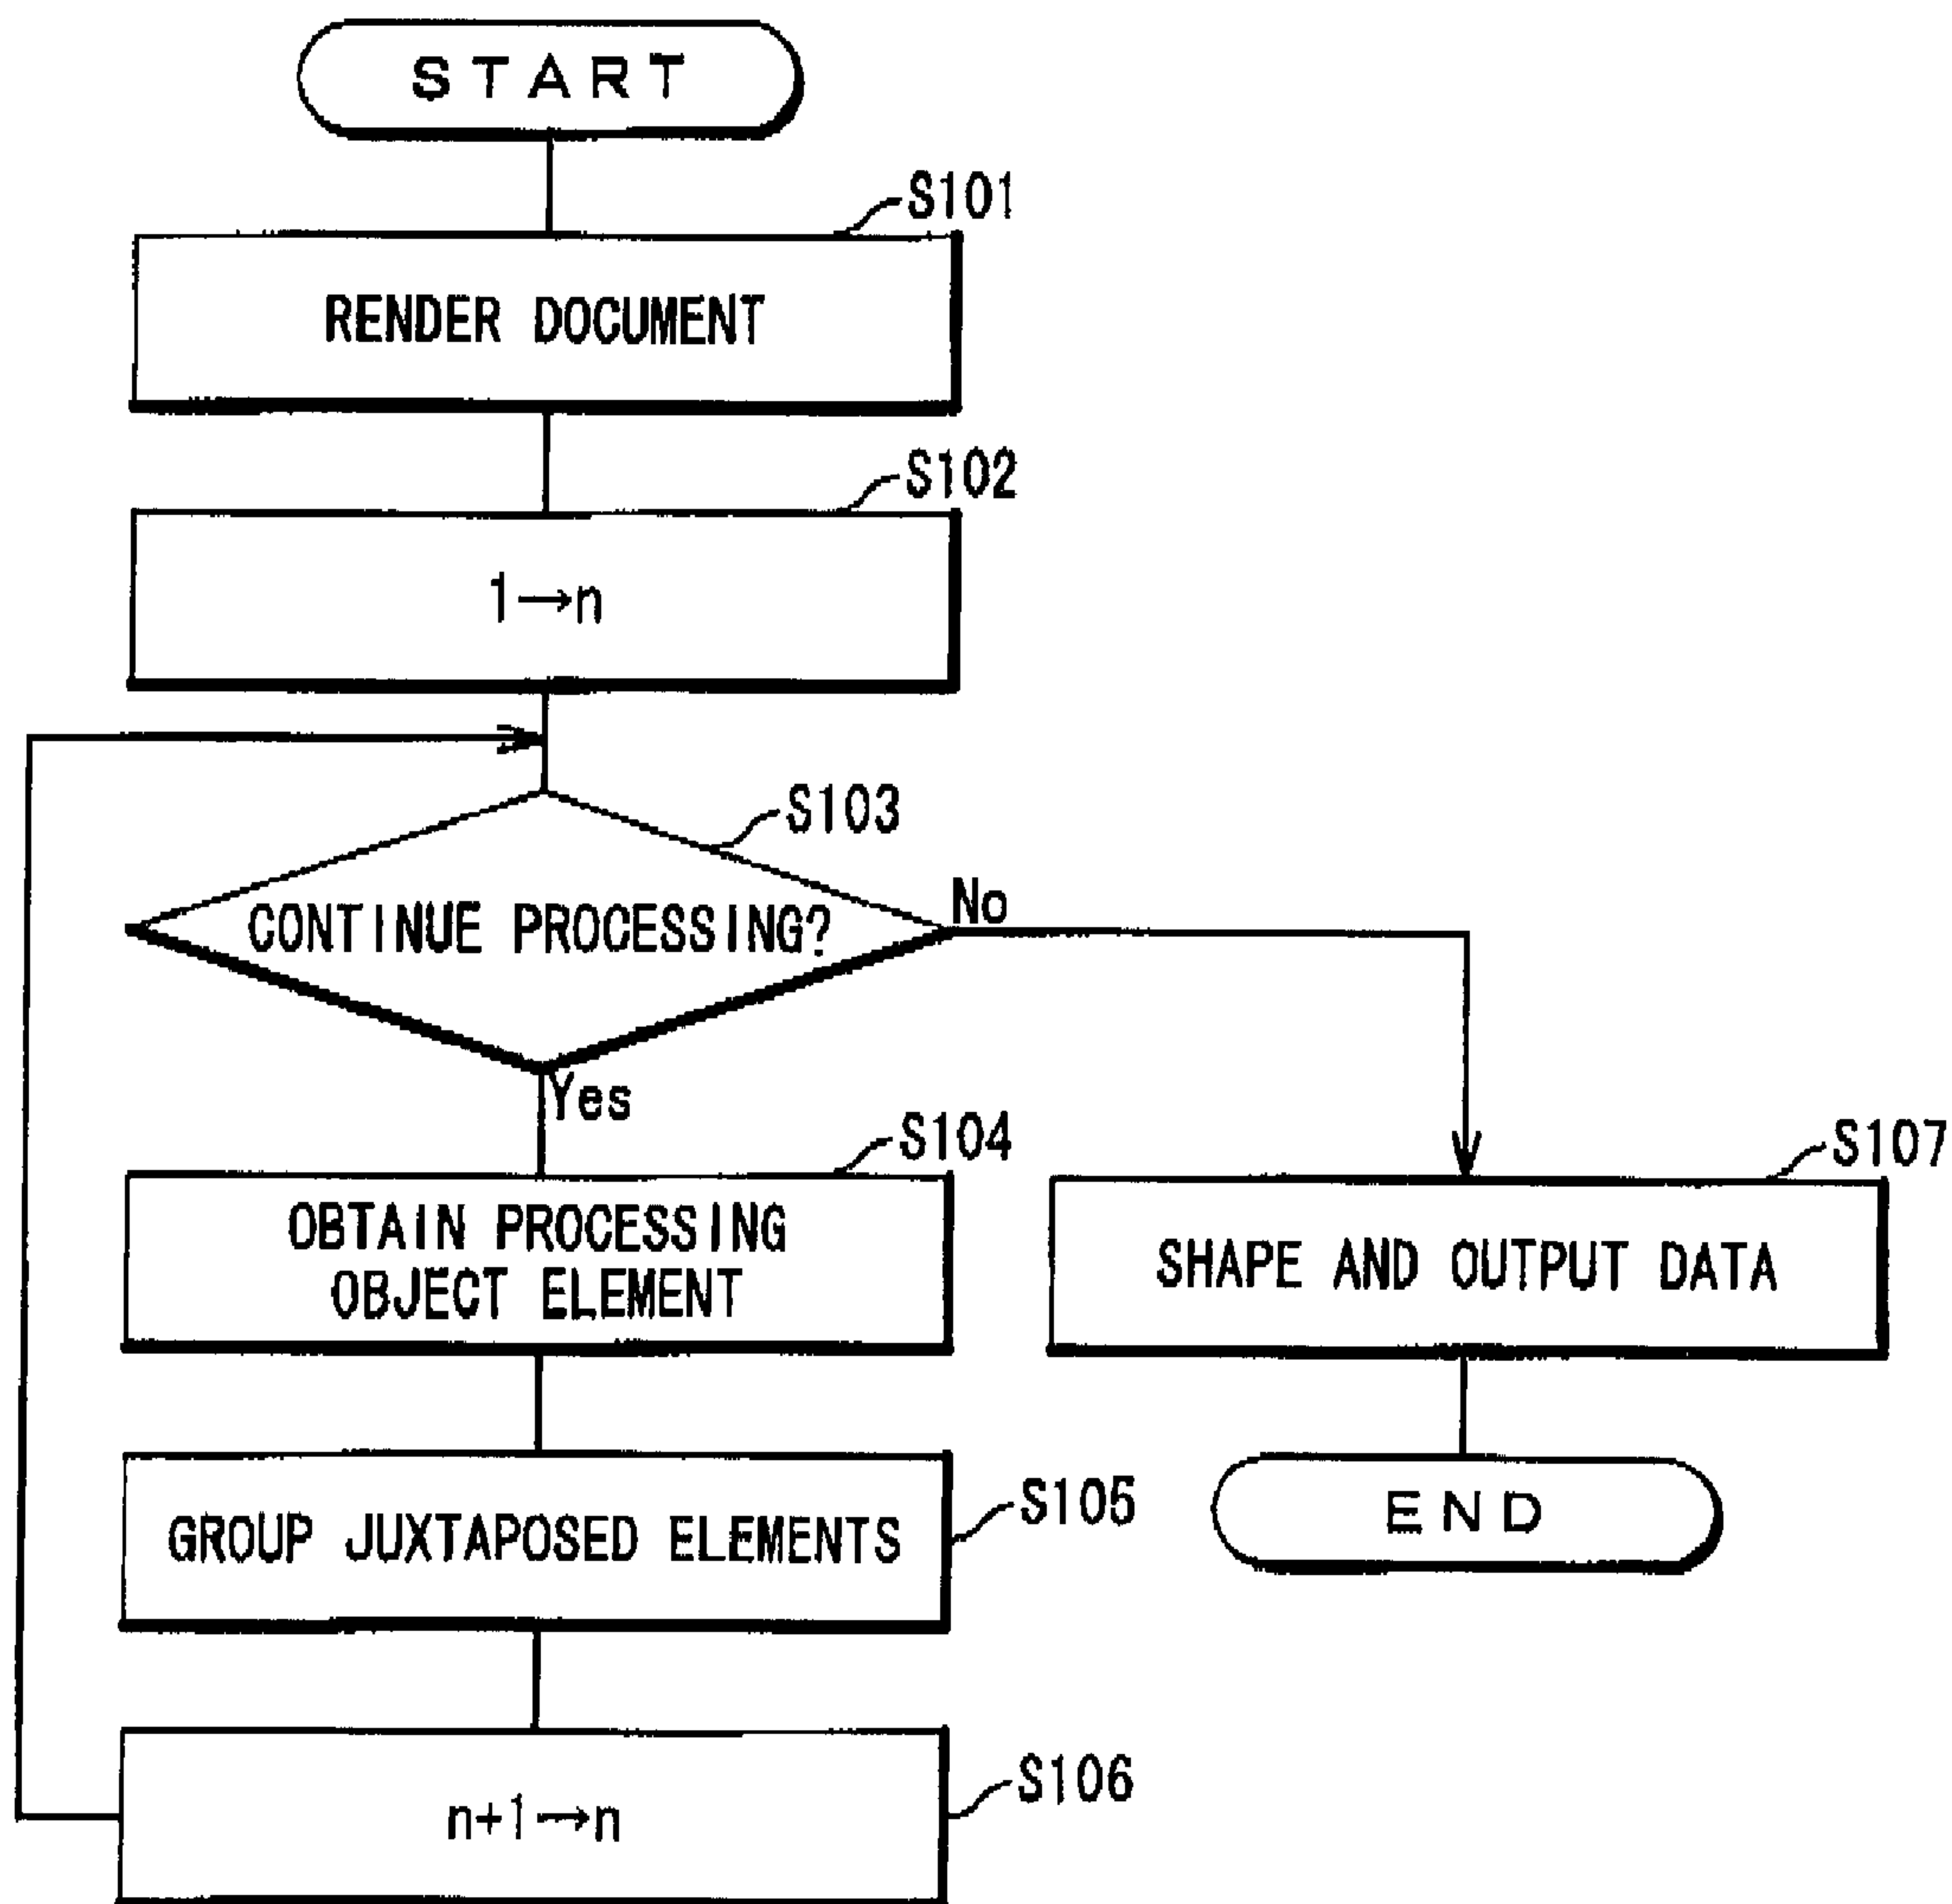 START
S101
RENDER DOCUMENT
S102
1→n
S103
CONTINUE PROCESSING?
No
Yes
S104
OBTAIN PROCESSING
OBJECT ELEMENT
S107
SHAPE AND OUTPUT DATA
S105
GROUP JUXTAPOSED ELEMENTS
END
S106
n+1→n